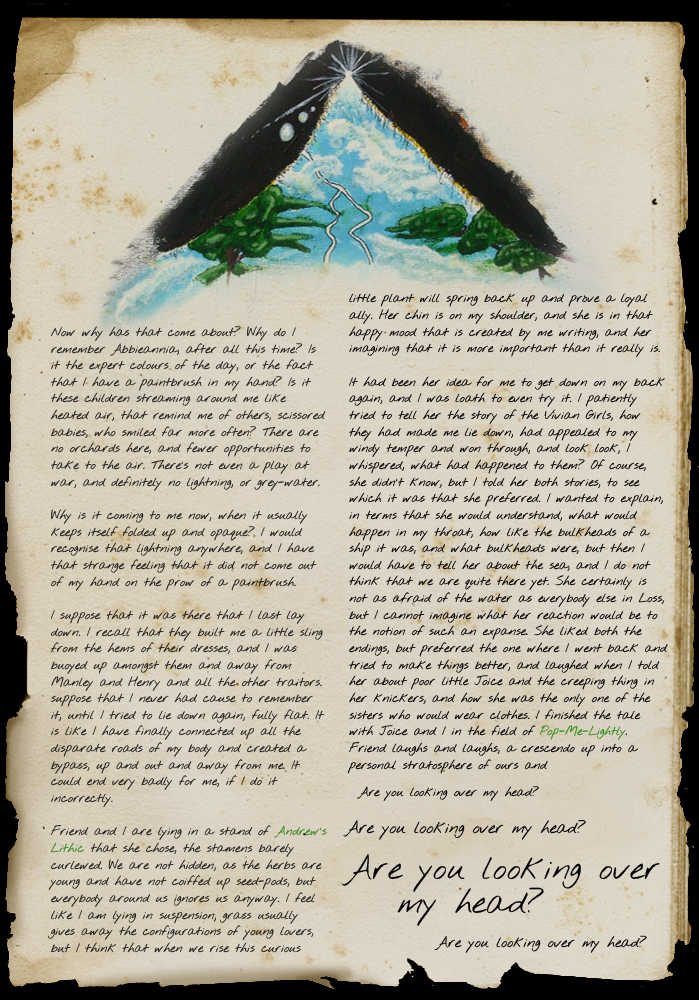 Now why has that come about? Why do I
remember Abbieannia, after all this time? Is
it the expert colours of the day, or the fact
that I have a paintbrush in my hand? Is it
these children streaming around me like
heated air, that remind me of others, scissored
babies, who smiled far more often? There are
no orchards here, and fewer opportunities to
take to the air. There's not even a play at
war, and definitely no lightning, or grey-water.
Why is it coming to me now, when it usually
keeps itself folded up and opaque? I would
recognise that lightning anywhere, and I have
that strange feeling that it did not come out
of my hand on the prow of a paintbrush.
I suppose that it was there that I last lay
down. I recall that they built me a little sling
from the hems of their dresses, and I was
buoyed up amongst them and away from
Manley and Henry and all the other traitors. I
suppose that I never had cause to remember
it, until I tried to lie down again, fully flat. It
is like I have finally connected up all the
disparate roads of my body and created a
bypass, up and out and away from me. It
could end very badly for me, if I do it
incorrectly.
Friend and I are lying in a stand of Andrew's
Lithic that she chose, the stamens barely
curlewed. We are not hidden, as the herbs are
young and have not coiffed up seed-pods, but
everybody around us ignores us anyway. I feel
like I am lying in suspension, grass usually
gives away the configurations of young lovers,
but I think that when we rise this curious
little plant will spring back up and prove a loyal
ally. Her chin is on my shoulder, and she is in that
happy-mood that is created by me writing, and her
imagining that it is more important than it really is.
It had been her idea for me to get down on my back
again, and I was loath to even try it. I patiently
tried to tell her the story of the Vivian Girls, how
they had made me lie down, had appealed to my
windy temper and won through, and look, look, I
whispered, what had happened to them? Of course,
she didn't know, but I told her both stories, to see
which it was that she preferred. I wanted to explain,
in terms that she would understand, what would
happen in my throat, how like the bulkheads of a
ship it was, and what bulkheads were, but then I
would have to tell her about the sea, and I do not
think that we are quite there yet. She certainly is
not as afraid of the water as everybody else in Loss,
but I cannot imagine what her reaction would be to
the notion of such an expanse. She liked both the
endings, but preferred the one where I went back and
tried to make things better, and laughed when I told
her about poor little Joice and the creeping thing in
her knickers, and how she was the only one of the
sisters who would wear clothes. I finished the tale
with Joice and I in the field of Pop-Me-Lightly.
Friend laughs and laughs, a crescendo up into a
personal stratosphere of ours and
Are you looking over my head?
Are you looking over my head?
Are you looking over
my head?
Are you looking over my head?